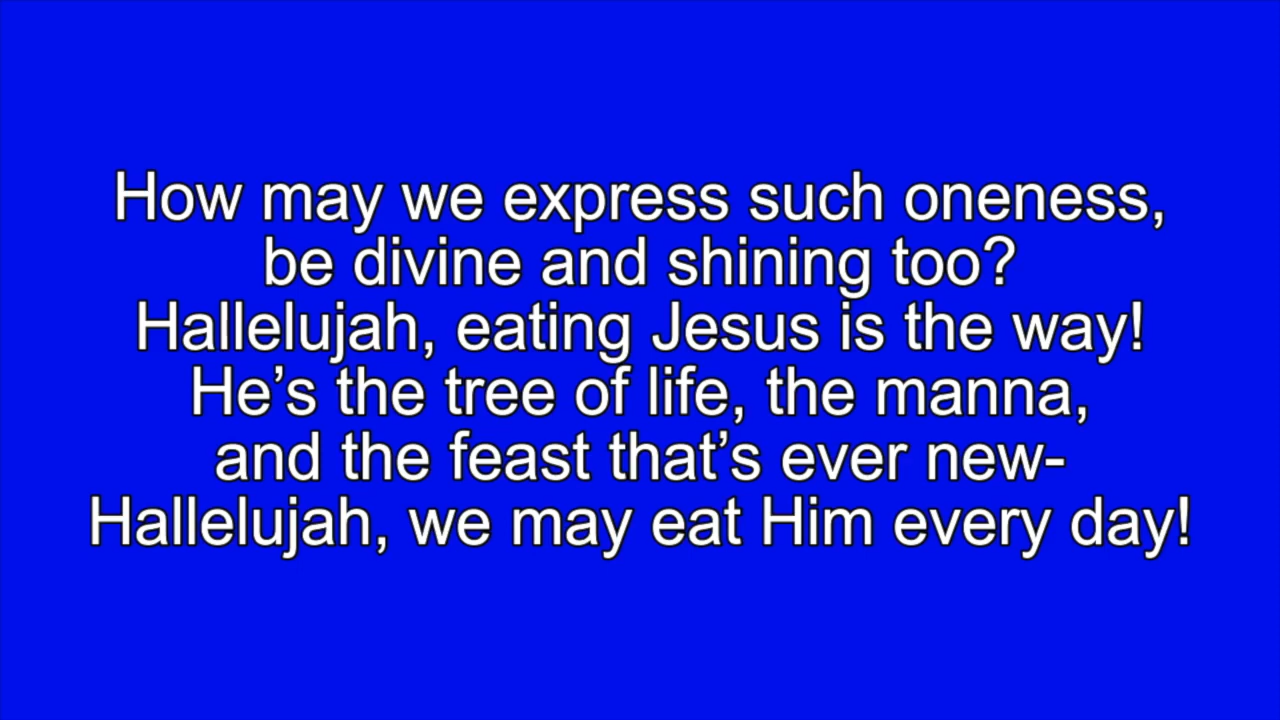 How may we express such oneness,
be divine and shining too?
Hallelujah, eating Jesus is the way!
He’s the tree of life, the manna,
and the feast that’s ever new-
Hallelujah, we may eat Him every day!